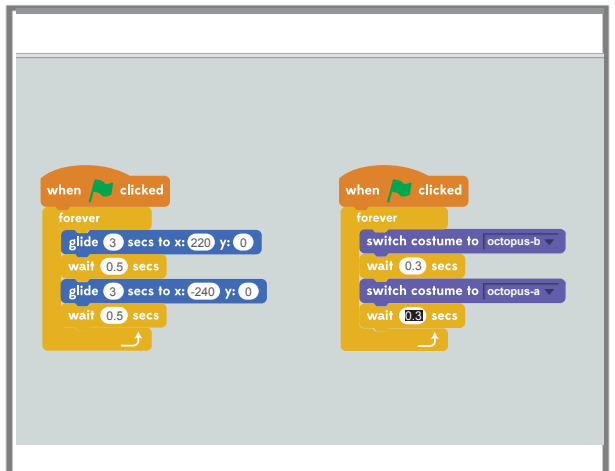 when clicked
forever
glide 3 secs to x: 220 y: 0
wait 0.5 secs
glide 3 secs to x: -240 y: 0
wait 0.5 secs
when clicked
forever
switch costume to octopus-b
wait 0.3 secs
switch costume to octopus-a
wait 0.3 secs